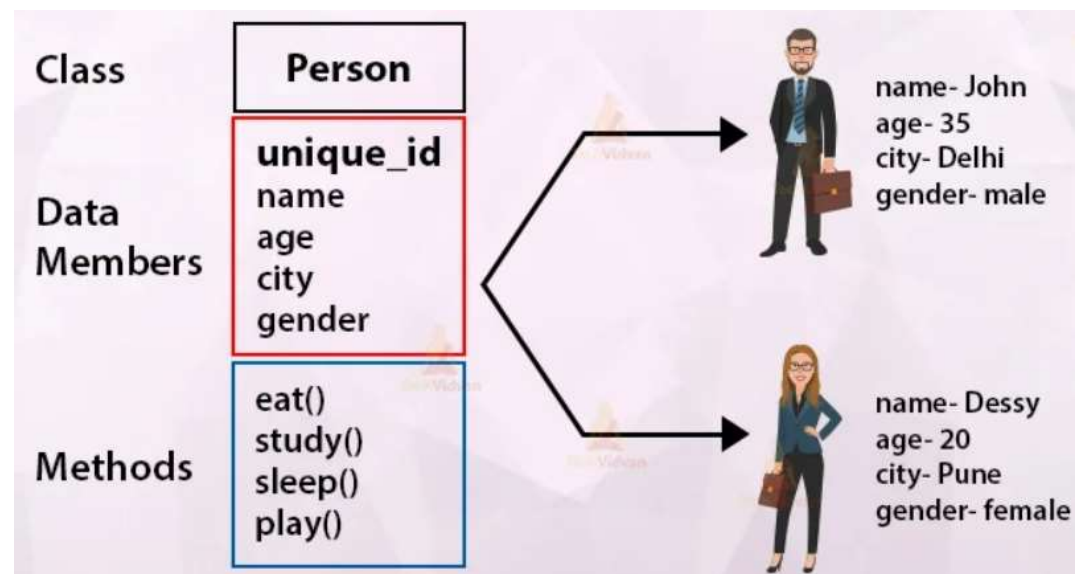 Class
Person
Data
Members
unique_id
name
age
city
gender
Methods
eat()
study()
sleep()
play()
name- John
age- 35
city- Delhi
gender- male
name- Dessy
age- 20
city- Pune
gender- female